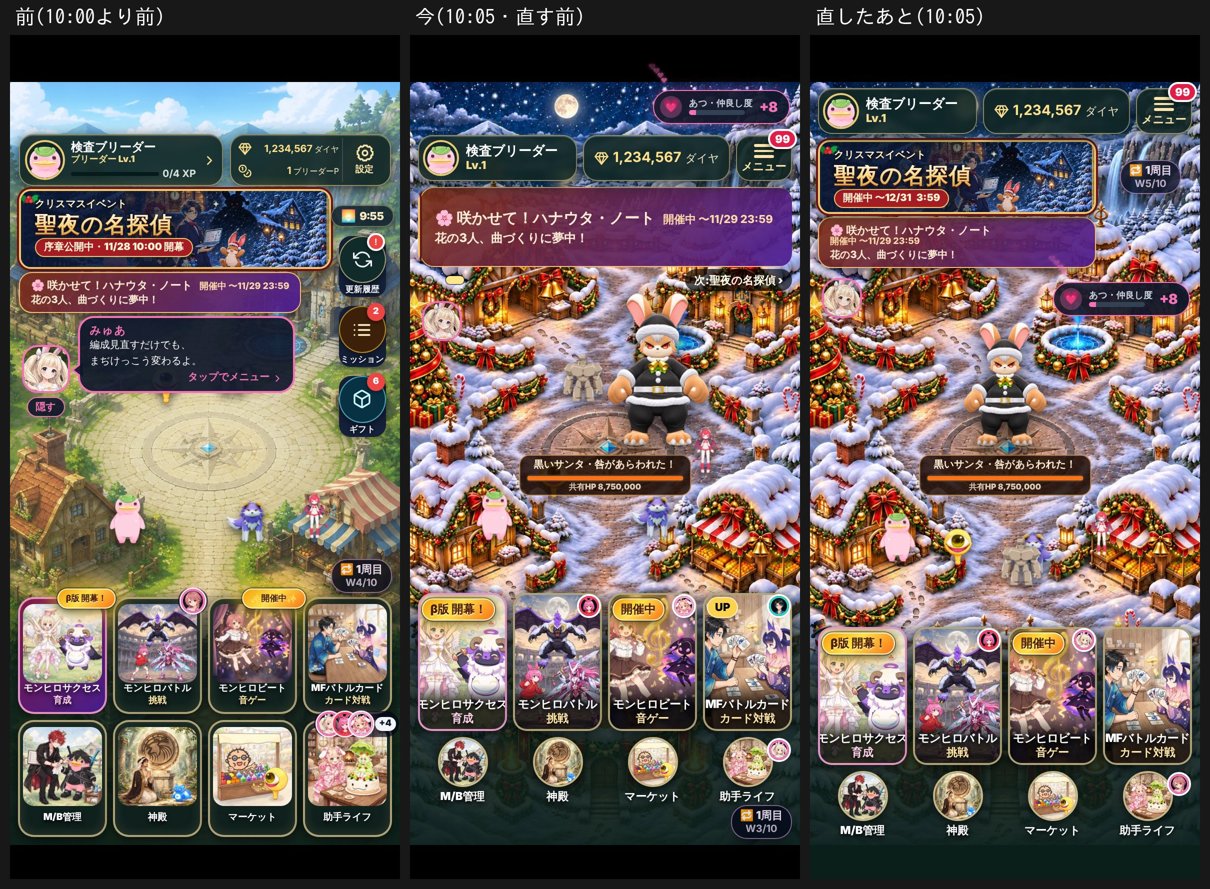 前(10:00より前)
検査ブリーダー
ブリーダー Lv.1
0/4 XP
1,234,567 ダイヤ
1 ブリーダーP
設定
クリスマスイベント
聖夜の名探偵
序章公開中・11/28 10:00 開幕
9:55
🌸 咲かせて！ハナウタ・ノート 開催中 〜11/29 23:59
花の3人、曲づくりに夢中！
!
更新履歴
みゅあ
編成見直すだけでも、
まぢけっこう変わるよ。
タップでメニュー ›
隠す
2
ミッション
6
ギフト
1周目
W4/10
β版 開幕！
開催中
モンヒロサクセス
育成
モンヒロバトル
挑戦
モンヒロビート
音ゲー
MFバトルカード
カード対戦
+4
M/B管理
神殿
マーケット
助手ライフ
今(10:05・直す前)
あつ・仲良し度
+8
99
検査ブリーダー
Lv.1
1,234,567 ダイヤ
メニュー
🌸 咲かせて！ハナウタ・ノート 開催中 〜11/29 23:59
花の3人、曲づくりに夢中！
次:聖夜の名探偵 ›
黒いサンタ・咎があらわれた！
共有HP 8,750,000
β版 開幕！
開催中
UP
モンヒロサクセス
育成
モンヒロバトル
挑戦
モンヒロビート
音ゲー
MFバトルカード
カード対戦
M/B管理
神殿
マーケット
助手ライフ
1周目
W3/10
直したあと(10:05)
99
検査ブリーダー
Lv.1
1,234,567 ダイヤ
メニュー
クリスマスイベント
聖夜の名探偵
開催中 〜12/31 3:59
1周目
W5/10
🌸 咲かせて！ハナウタ・ノート
開催中 〜11/29 23:59
花の3人、曲づくりに夢中！
あつ・仲良し度
+8
黒いサンタ・咎があらわれた！
共有HP 8,750,000
β版 開幕！
開催中
モンヒロサクセス
育成
モンヒロバトル
挑戦
モンヒロビート
音ゲー
MFバトルカード
カード対戦
M/B管理
神殿
マーケット
助手ライフ